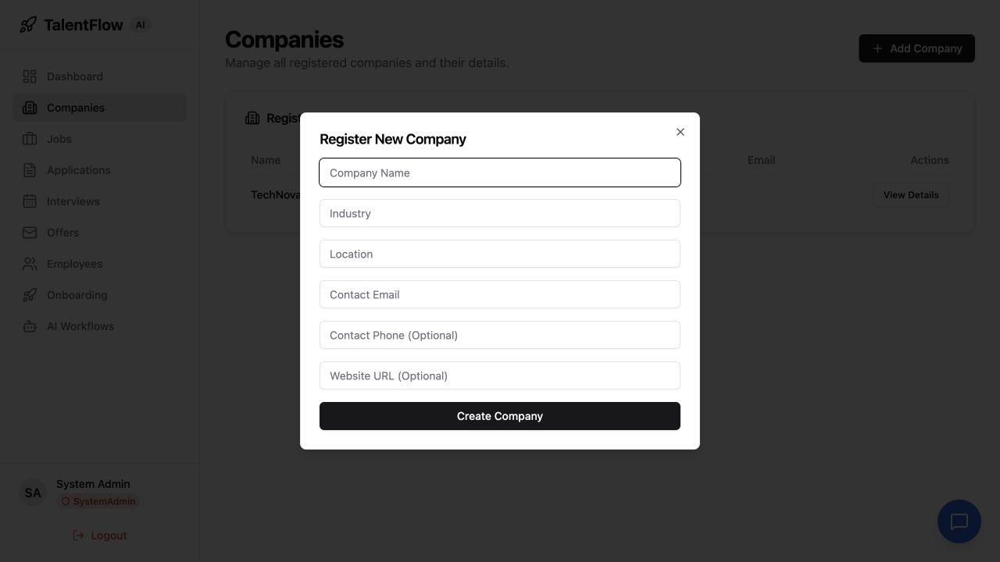 TalentFlow AI
Dashboard
Companies
Jobs
Applications
Interviews
Offers
Employees
Onboarding
AI Workflows
SA
System Admin
SystemAdmin
Logout
Companies
Manage all registered companies and their details.
Add Company
Name Email Actions
TechNova View Details
Register New Company
Company Name
Industry
Location
Contact Email
Contact Phone (Optional)
Website URL (Optional)
Create Company